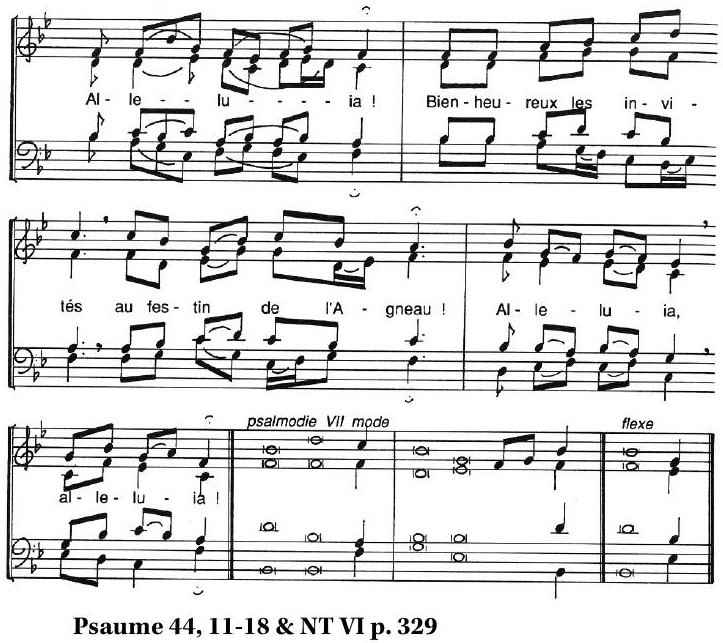 Al - le - - lu - - - - ia ! Bien - heu - reux les in - vi -
tés au fes - tin de l'A - gneau ! Al - le - lu - ia,
psalmodie VII mode flexe
al - le - lu - ia !
Psaume 44, 11-18 & NT VI p. 329